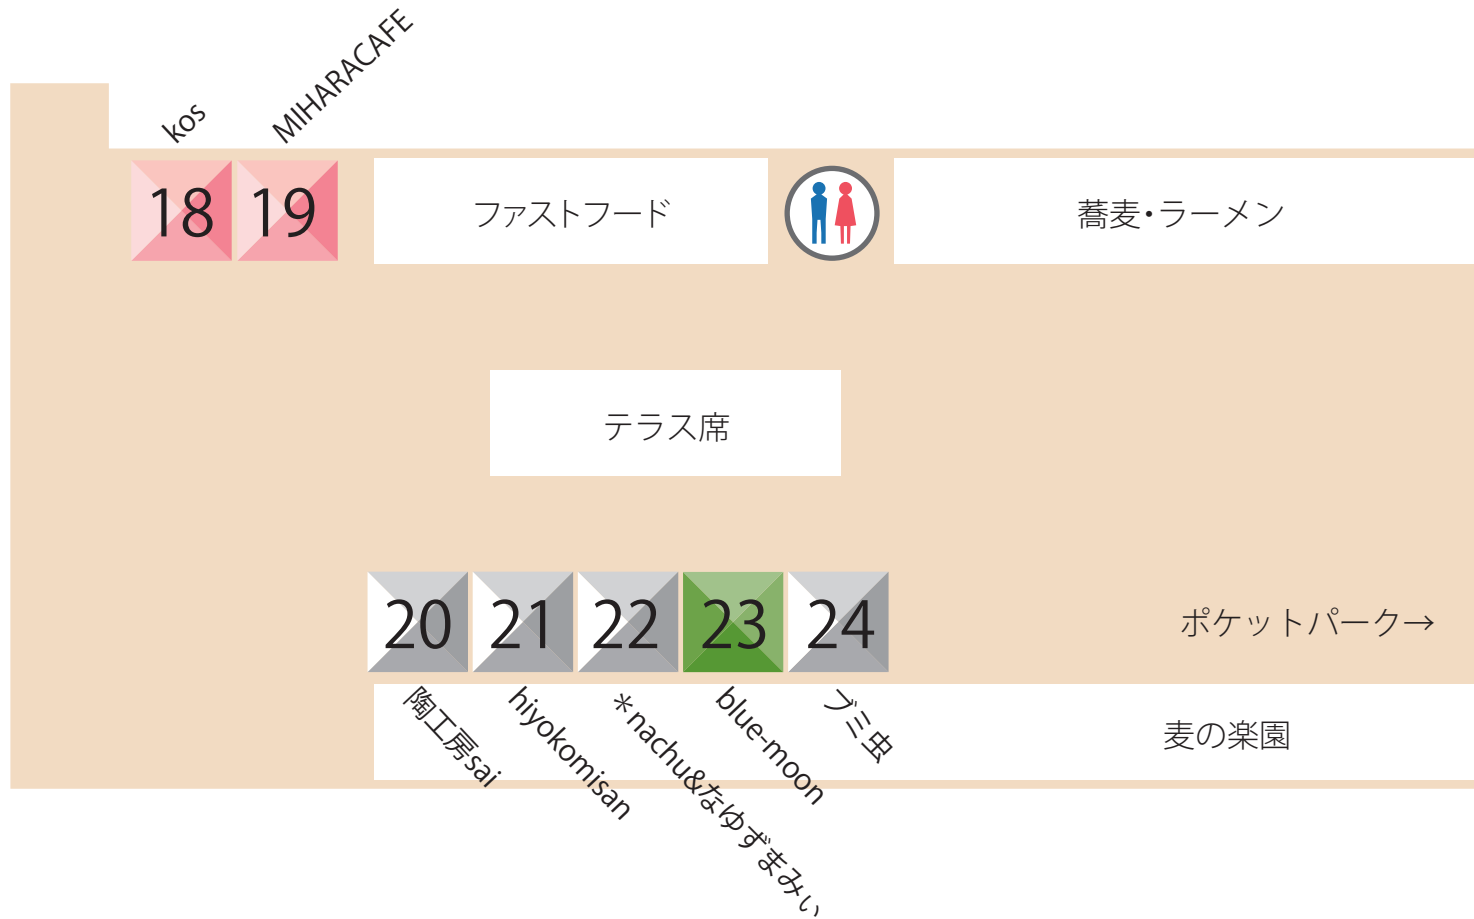 kos
MIHARACAFE
18
19
ファストフード
蕎麦・ラーメン
テラス席
20
21
22
23
24
ポケットパーク→
陶工房sai
hiyokomisan
＊nachu&なゆずまみぃ
blue-moon
ブミ虫
麦の楽園